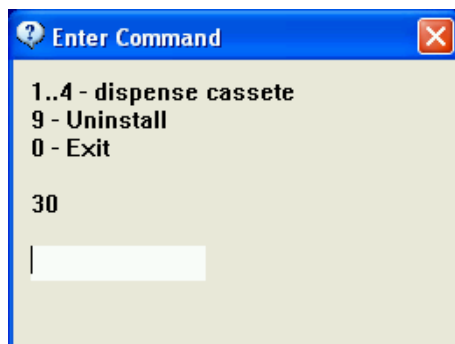 Enter Command
1..4 - dispense cassete
9 - Uninstall
0 - Exit
30